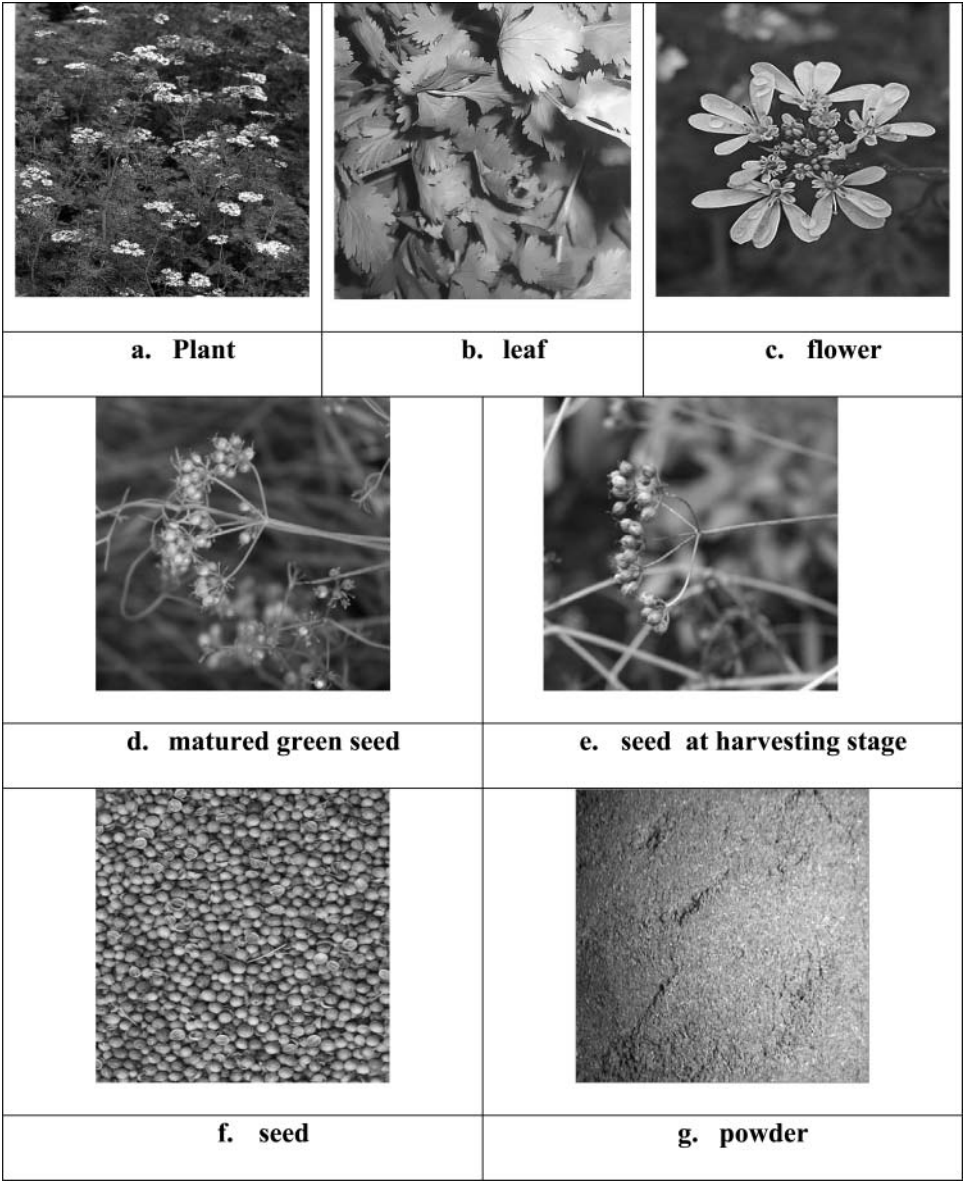 a. Plant
b. leaf
c. flower
d. matured green seed
e. seed at harvesting stage
f. seed
g. powder